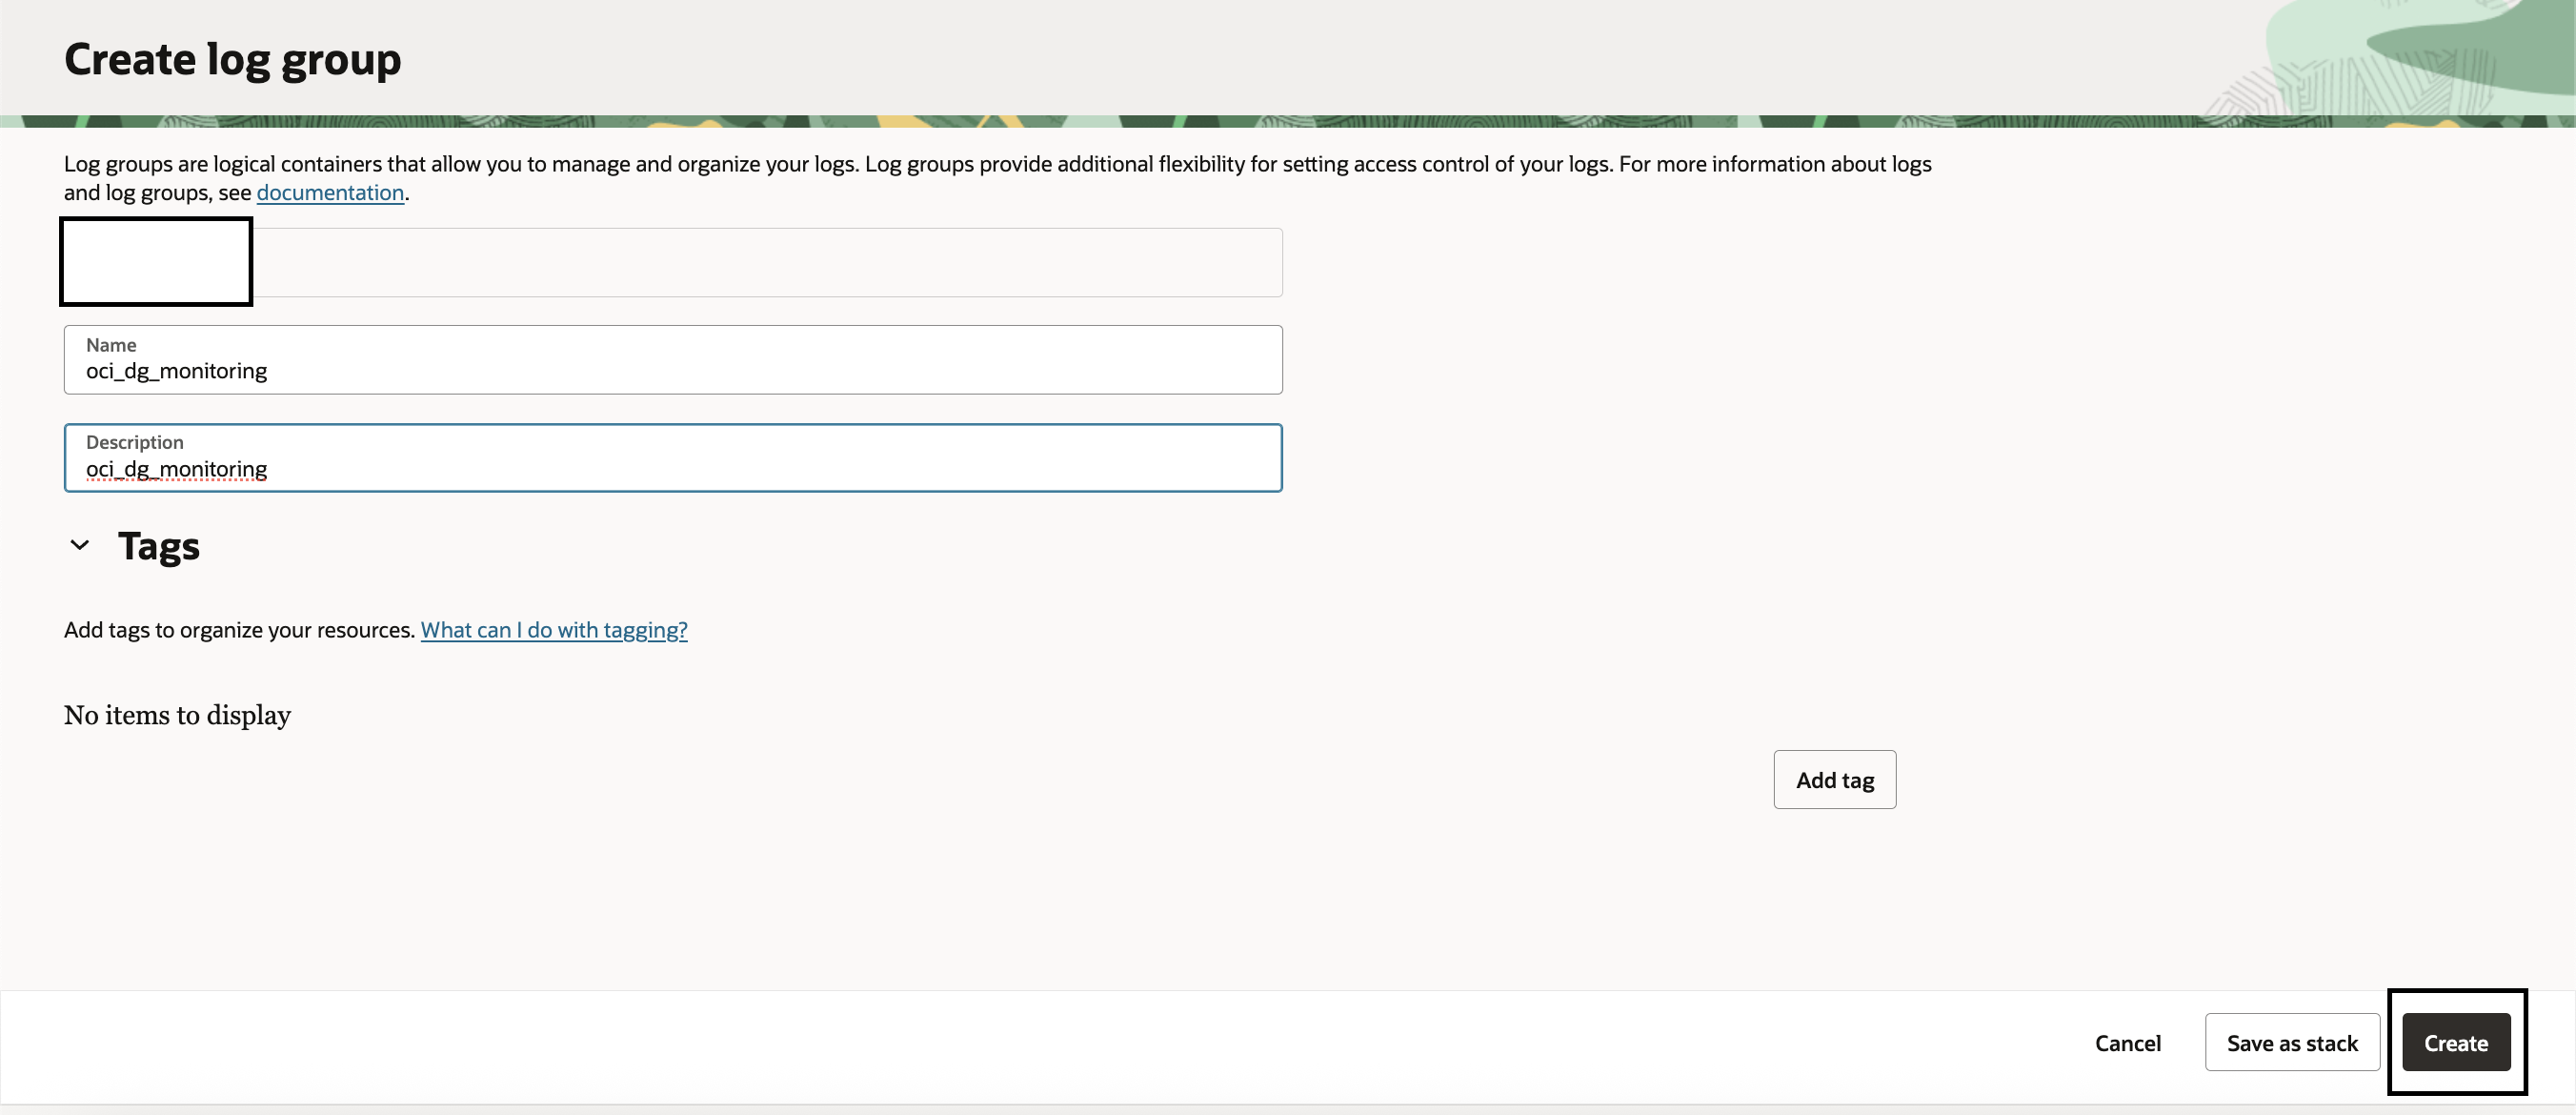 Create log group
Log groups are logical containers that allow you to manage and organize your logs. Log groups provide additional flexibility for setting access control of your logs. For more information about logs
and log groups, see documentation.
Name
oci_dg_monitoring
Description
oci_dg_monitoring
Tags
Add tags to organize your resources. What can I do with tagging?
No items to display
Add tag
Cancel
Save as stack
Create